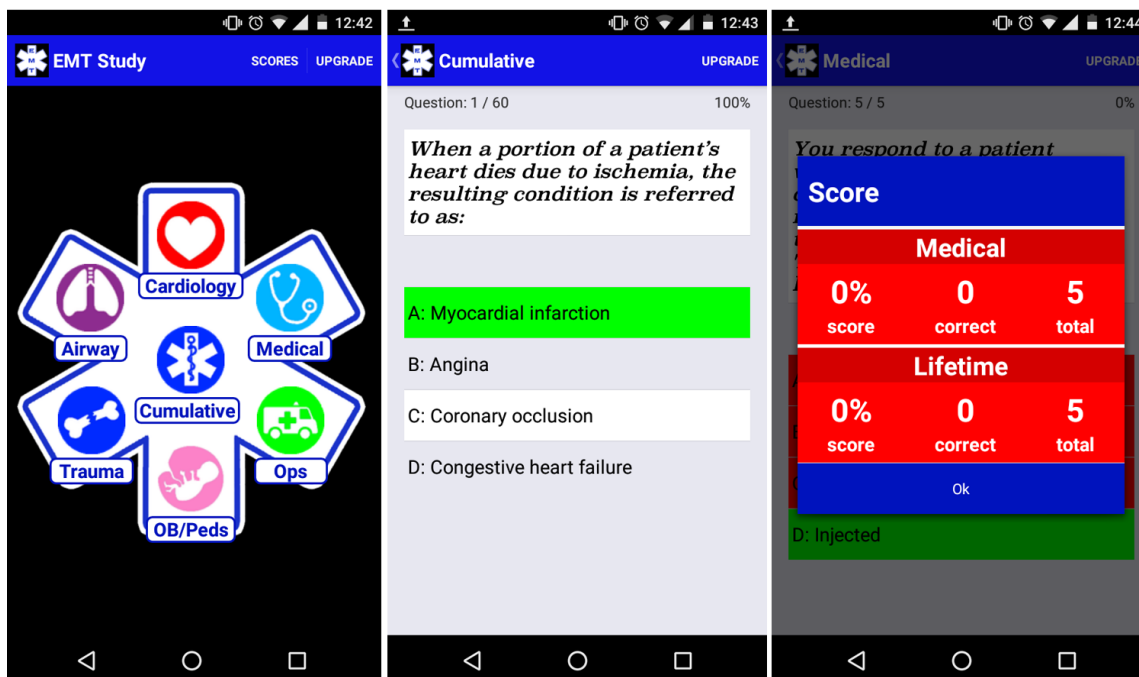 12:42
EMT Study
SCORES
UPGRADE
Cardiology
Airway
Medical
Cumulative
Trauma
Ops
OB/Peds
12:43
Cumulative
UPGRADE
Question: 1 / 60
100%
When a portion of a patient's
heart dies due to ischemia, the
resulting condition is referred
to as:
A: Myocardial infarction
B: Angina
C: Coronary occlusion
D: Congestive heart failure
12:44
Medical
UPGRADE
Question: 5 / 5
0%
You respond to a patient
Score
Medical
0% 0 5
score correct total
Lifetime
0% 0 5
score correct total
Ok
D: Injected